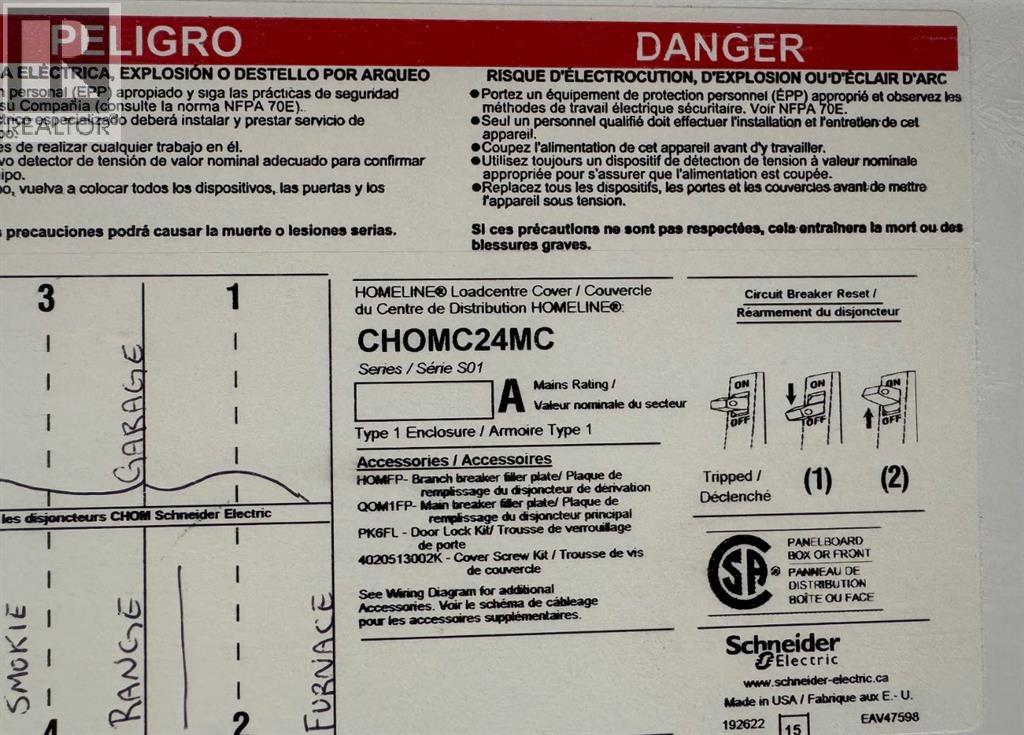 PELIGRO
A ELÉCTRICA, EXPLOSIÓN O DESTELLO POR ARQUEO
personal (EPP) apropiado y siga las prácticas de seguridad
su Compañia (consulte la norma NFPA 70E).
especializado deberá instalar y prestar servicio de
es de realizar cualquier trabajo en él.
vo detector de tensión de valor nominal adecuado para confirmar
ipo.
o, vuelva a colocar todos los dispositivos, las puertas y los
precauciones podrá causar la muerte o lesiones serias.
REALTOR
DANGER
RISQUE D'ÉLECTROCUTION, D'EXPLOSION OU D'ÉCLAIR D'ARC
●Portez un équipement de protection personnel (ÉPP) approprié et observez les
méthodes de travail électrique sécuritaire. Voir NFPA 70E.
●Seul un personnel qualifié doit effectuer l'installation et l'entretien de cet
appareil.
●Coupez l'alimentation de cet appareil avant d'y travailler.
●Utilisez toujours un dispositif de détection de tension à valeur nominale
appropriée pour s'assurer que l'alimentation est coupée.
●Replacez tous les dispositifs, les portes et les couvercles avant de mettre
l'appareil sous tension.
Si ces précautions ne sont pas respectées, cela entraînera la mort ou des
blessures graves.
3
1
GARAGE
les disjoncteurs CHOM Schneider Electric
SMOKIE
RANGE
FURNACE
4
2
HOMELINE® Loadcentre Cover / Couvercle
du Centre de Distribution HOMELINE®:
CHOMC24MC
Series / Série S01
A
Mains Rating /
Valeur nominale du secteur
Type 1 Enclosure / Armoire Type 1
Accessories / Accessoires
HOMFP- Branch breaker filler plate/ Plaque de
remplissage du disjoncteur de dérivation
QOM1FP- Main breaker filler plate/ Plaque de
remplissage du disjoncteur principal
PK6FL - Door Lock Kit/ Trousse de verrouillage
de porte
4020513002K - Cover Screw Kit / Trousse de vis
de couvercle
See Wiring Diagram for additional
Accessories. Voir le schéma de câbleage
pour les accessoires supplémentaires.
Circuit Breaker Reset /
Réarmement du disjoncteur
ON
OFF
ON
OFF
ON
OFF
Tripped /
Déclenché
(1)
(2)
SA ®
PANELBOARD
BOX OR FRONT
PANNEAU DE
DISTRIBUTION
BOÎTE OU FACE
Schneider
Electric
www.schneider-electric.ca
Made in USA / Fabrique aux E.- U.
192622
15
EAV47598